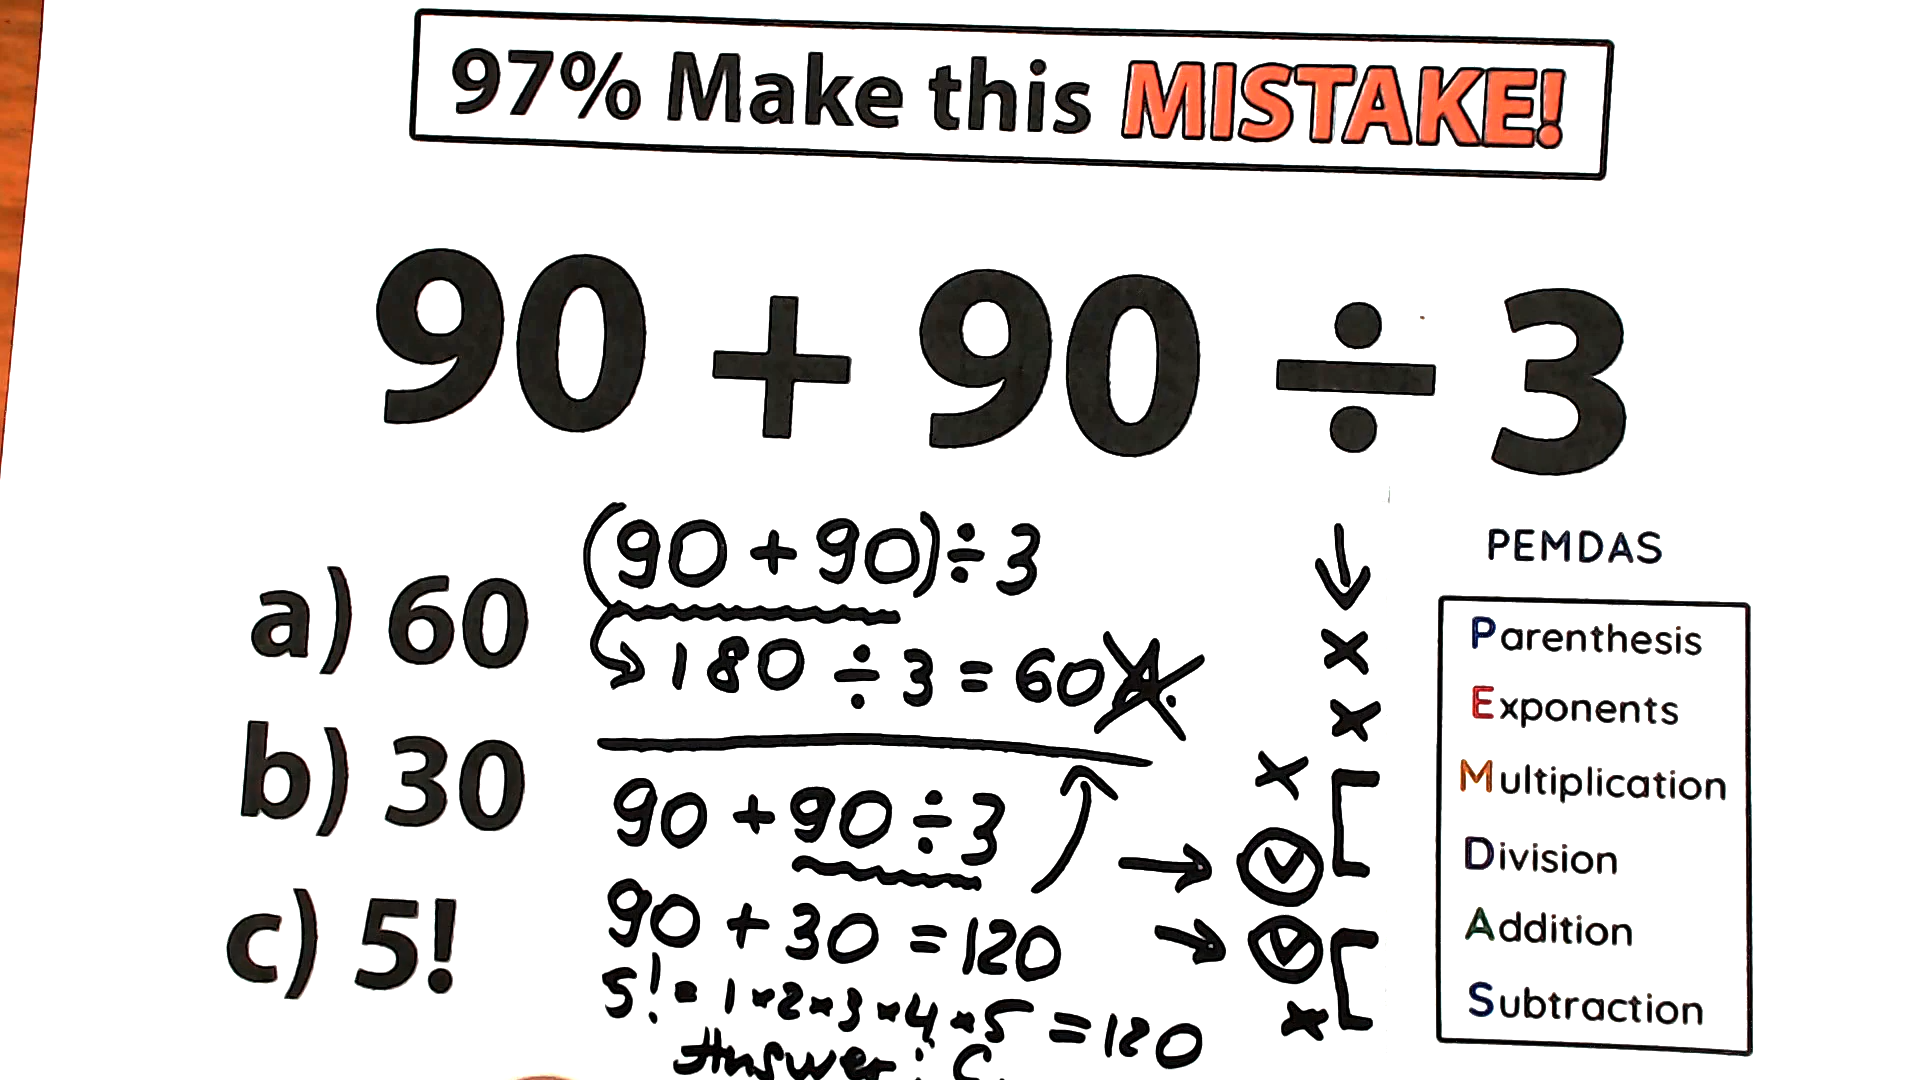 97% Make this MISTAKE!
90 + 90 ÷ 3
a) 60
b) 30
c) 5!
(90 + 90) ÷ 3
180 ÷ 3 = 60
90 + 90 ÷ 3
90 + 30 = 120
5! = 1 × 2 × 3 × 4 × 5 = 120
Answer: C.
PEMDAS
Parenthesis
Exponents
Multiplication
Division
Addition
Subtraction